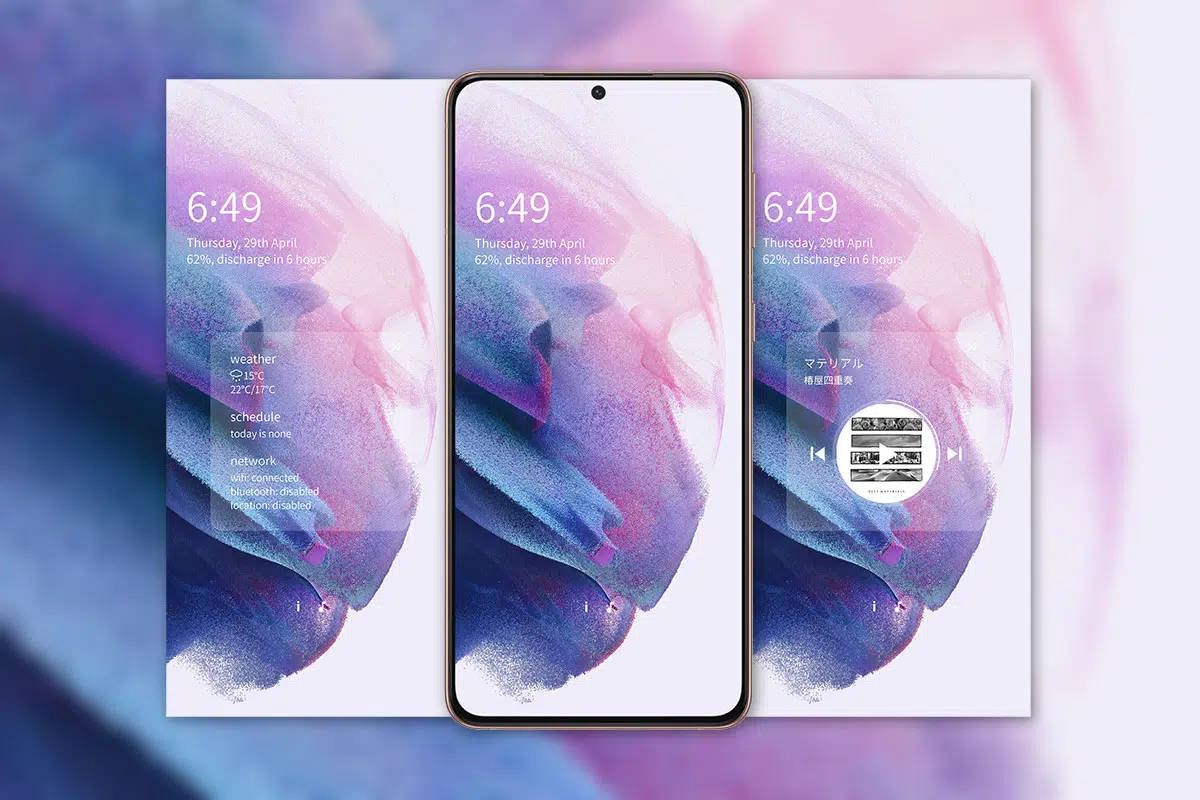 6:49
Thursday, 29th April
62%, discharge in 6 hours
weather
15°C
22°C/17°C
schedule
today is none
network
wifi: connected
bluetooth: disabled
location: disabled
i
6:49
Thursday, 29th April
62%, discharge in 6 hours
i
6:49
Thursday, 29th April
62%, discharge in 6 hours
マテリアル
椿屋四重奏
BEST MATERIALS
i